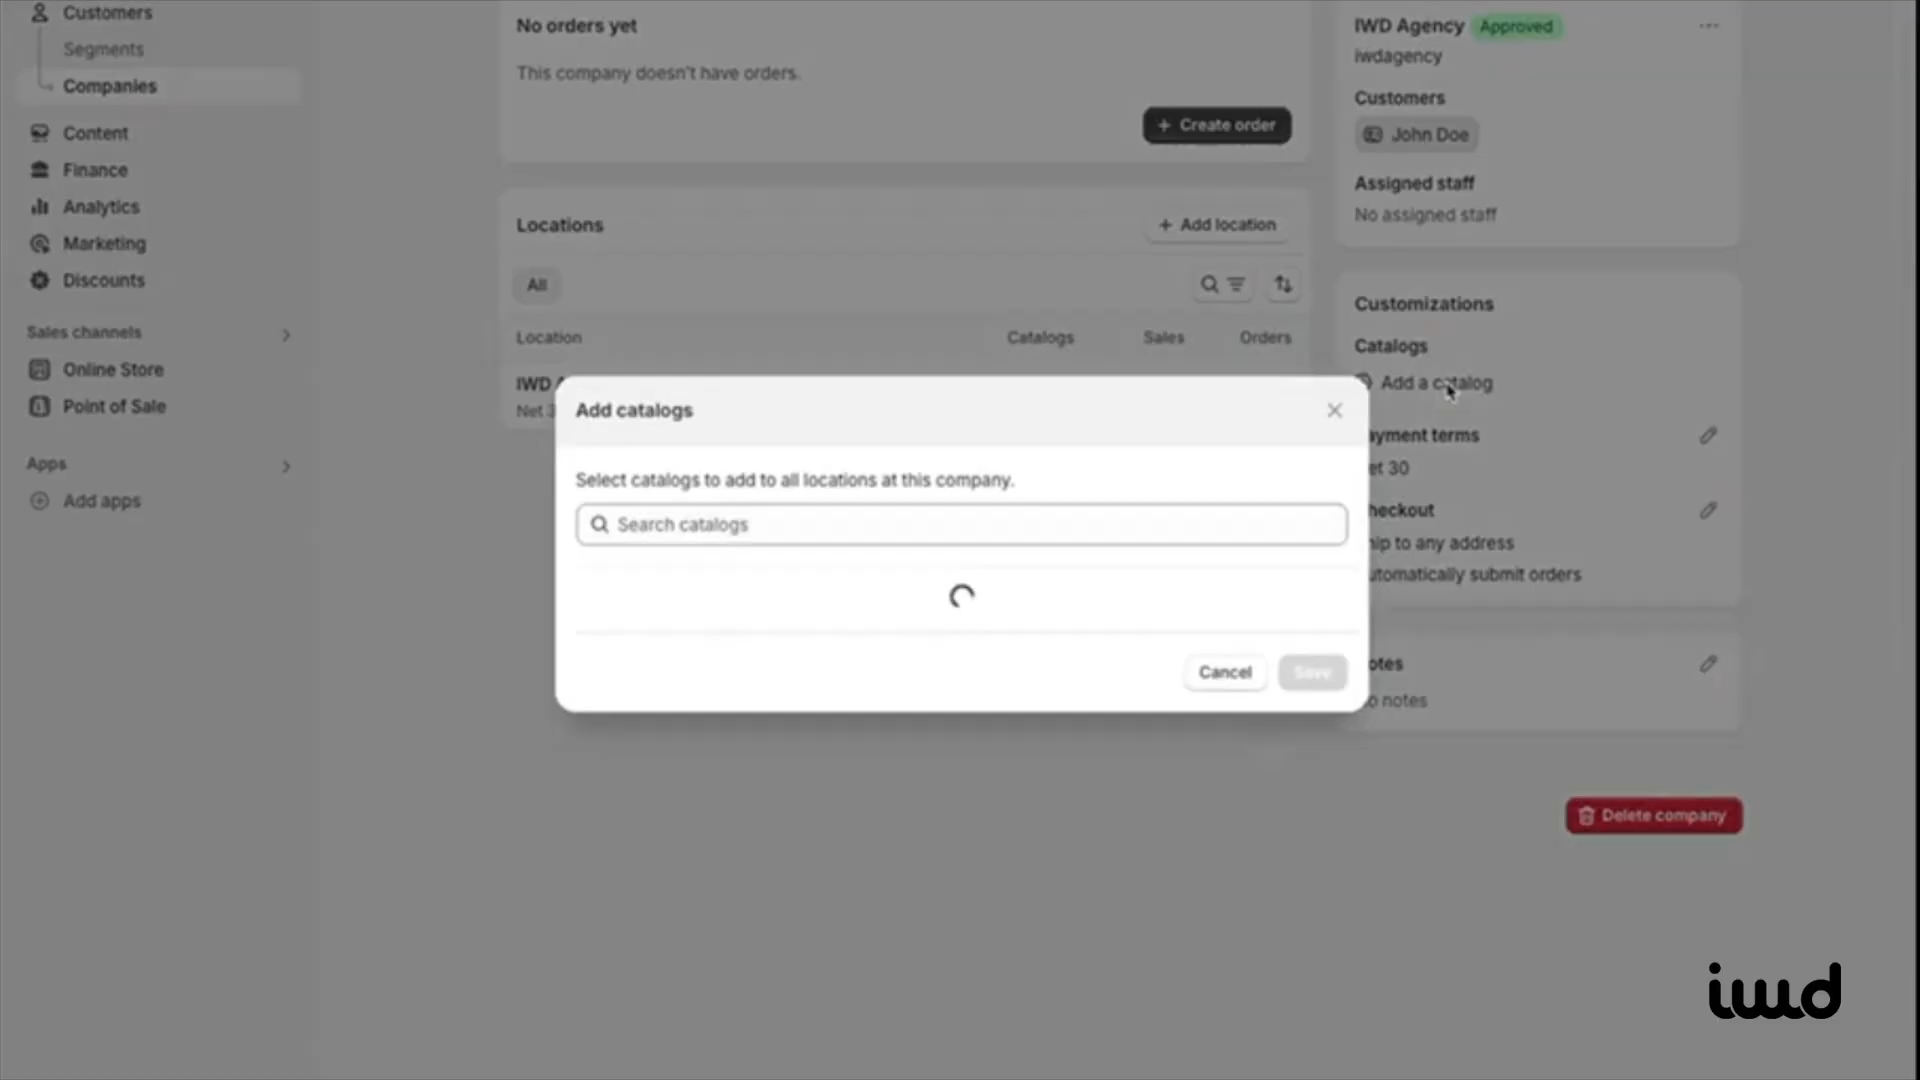 Customers
Segments
Companies
Content
Finance
Analytics
Marketing
Discounts
Sales channels
Online Store
Point of Sale
Apps
Add apps
No orders yet
This company doesn't have orders.
+ Create order
Locations
+ Add location
All
Location Catalogs Sales Orders
IWD
Net
Add catalogs
Select catalogs to add to all locations at this company.
Search catalogs
Cancel
Save
IWD Agency Approved
iwdagency
Customers
John Doe
Assigned staff
No assigned staff
Customizations
Catalogs
Add a catalog
ayment terms
et 30
heckout
hip to any address
utomatically submit orders
otes
o notes
Delete company
iwd